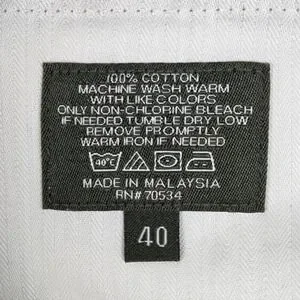 100% COTTON
MACHINE WASH WARM
WITH LIKE COLORS
ONLY NON-CHLORINE BLEACH
IF NEEDED TUMBLE DRY, LOW
REMOVE PROMPTLY
WARM IRON IF NEEDED
40°C
MADE IN MALAYSIA
RN# 70534
40